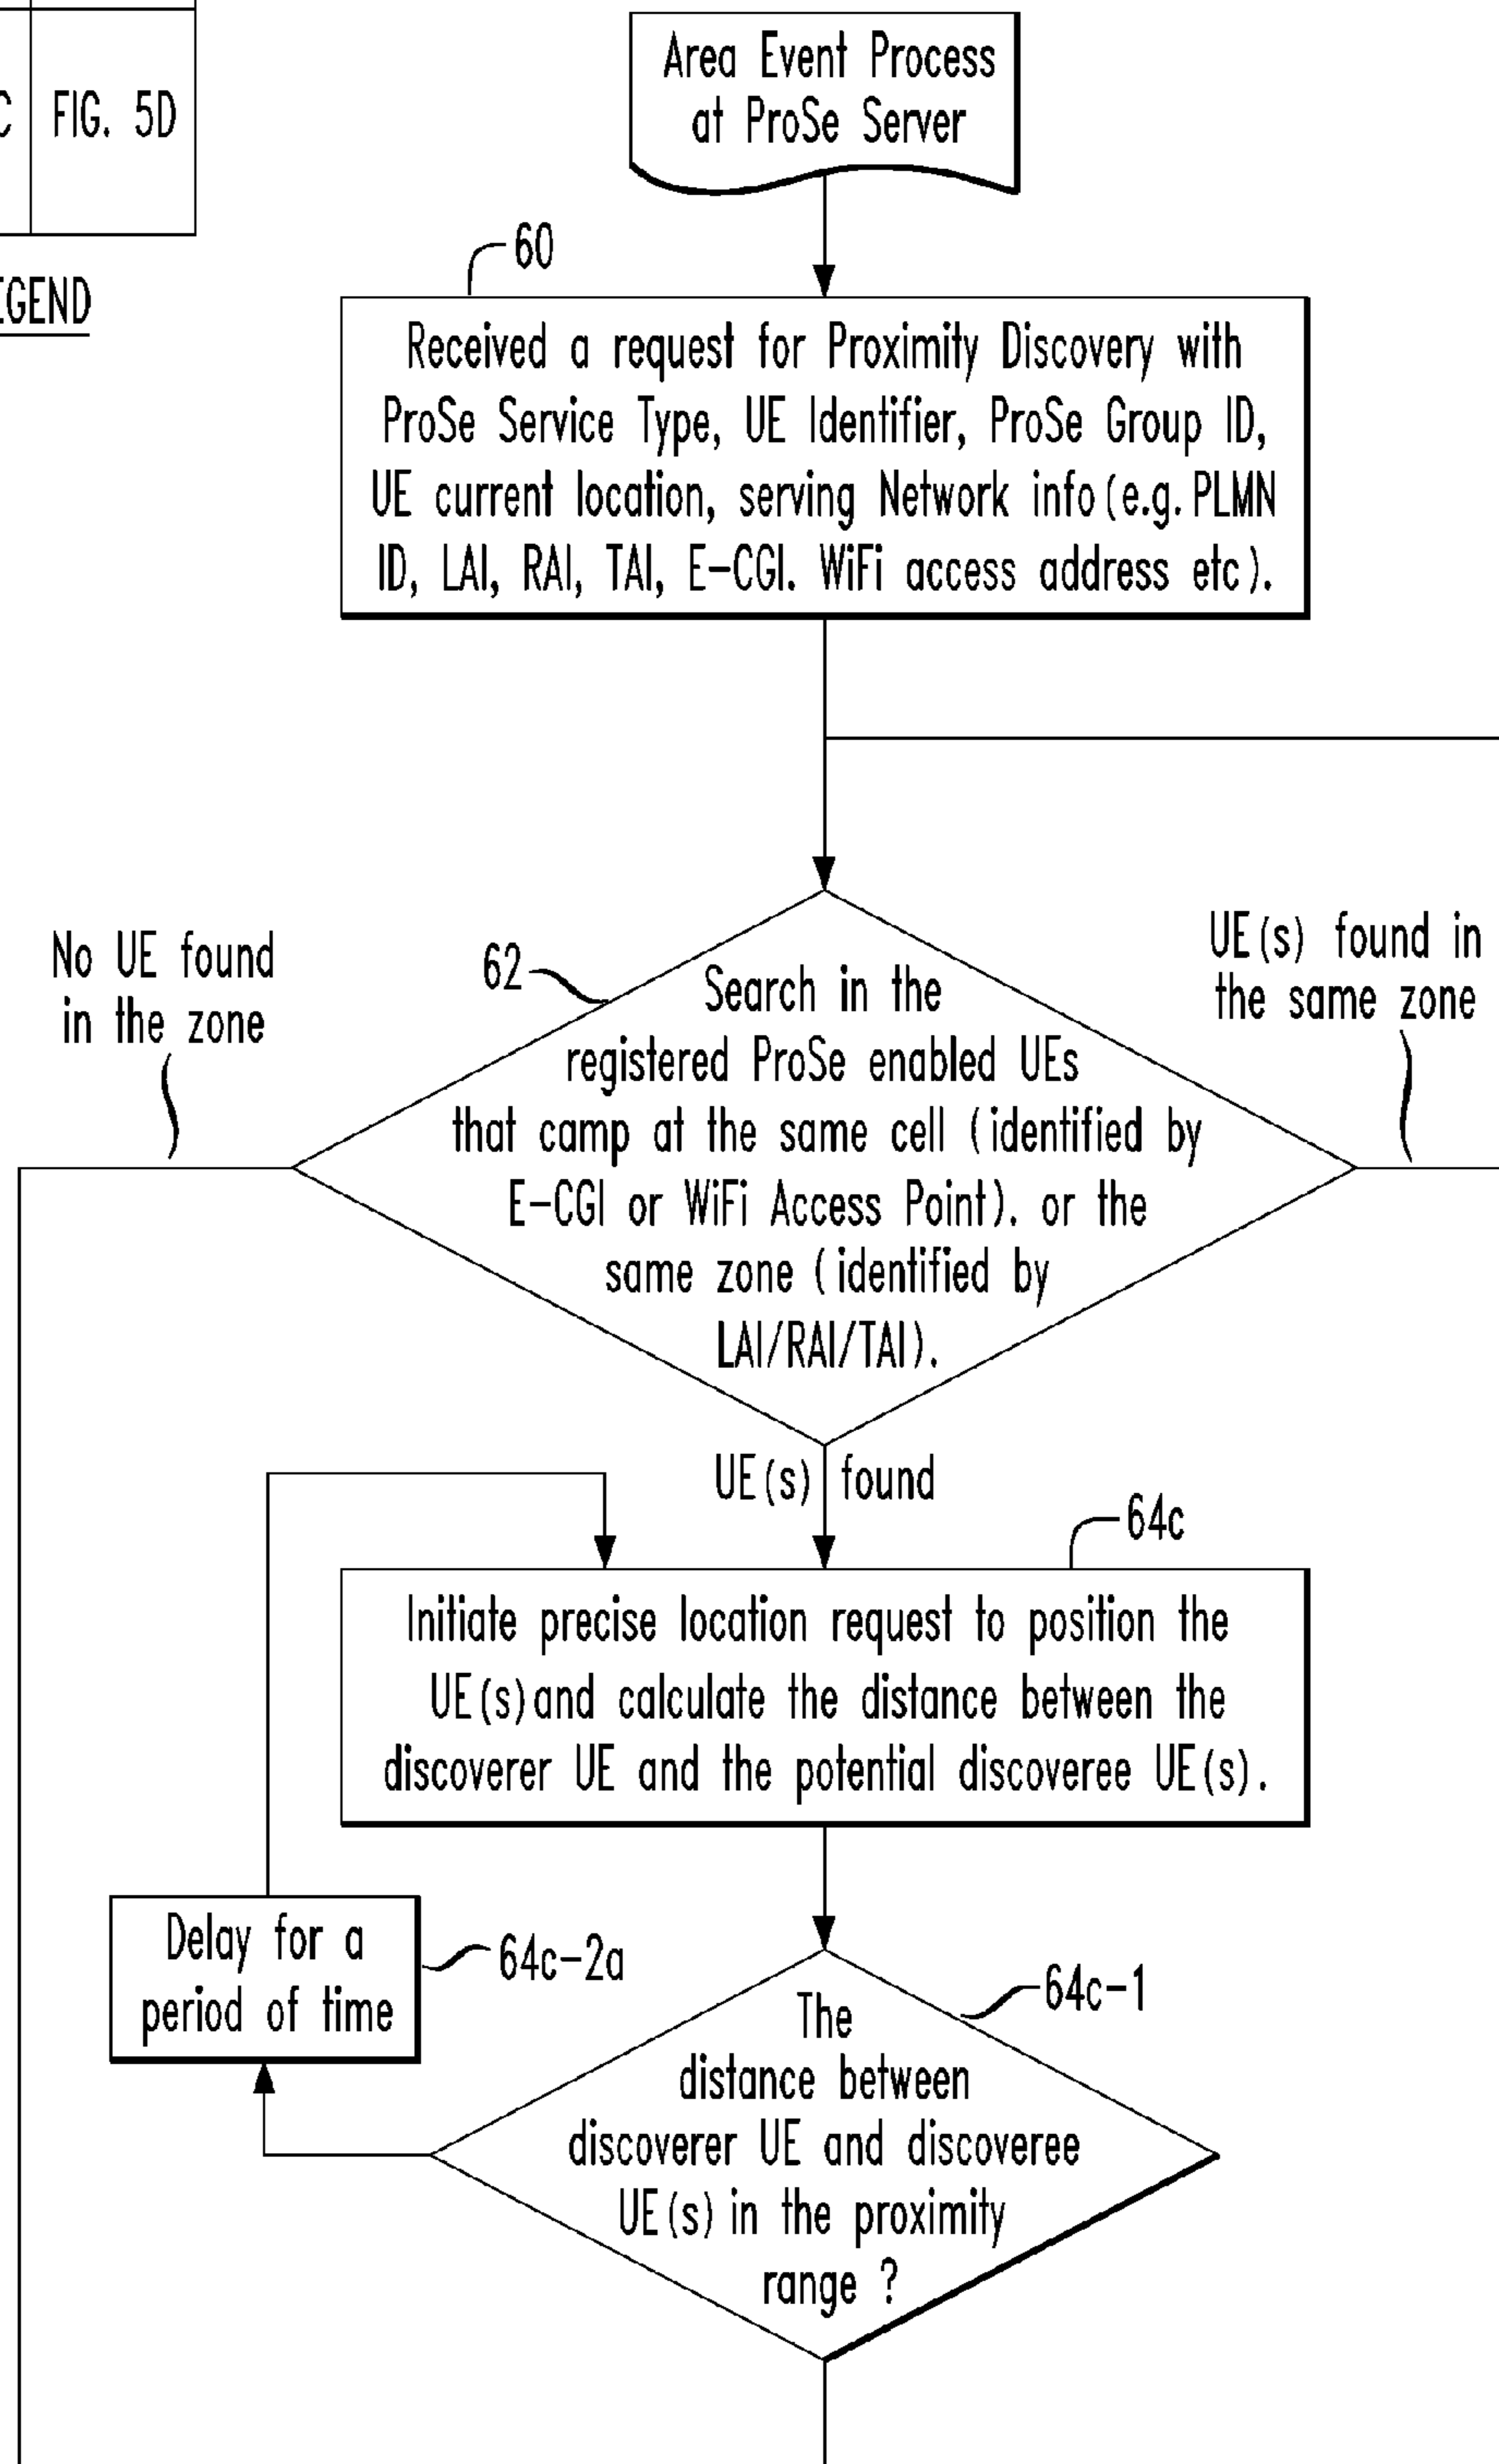 Area Event Process
at ProSe Server
C
FIG. 5D
EGEND
60
Received a request for Proximity Discovery with
ProSe Service Type, UE Identifier, ProSe Group ID,
UE current location, serving Network info(e.g. PLMN
ID, LAI, RAI, TAI, E-CGI. WiFi access address etc).
No UE found
in the zone
62
Search in the
registered ProSe enabled UEs
that camp at the same cell (identified by
E-CGI or WiFi Access Point). or the
same zone (identified by
LAI/RAI/TAI).
UE(s) found in
the same zone
UE(s) found
64c
Initiate precise location request to position the
UE(s)and calculate the distance between the
discoverer UE and the potential discoveree UE(s).
Delay for a
period of time
64c-2a
64c-1
The
distance between
discoverer UE and discoveree
UE(s) in the proximity
range ?